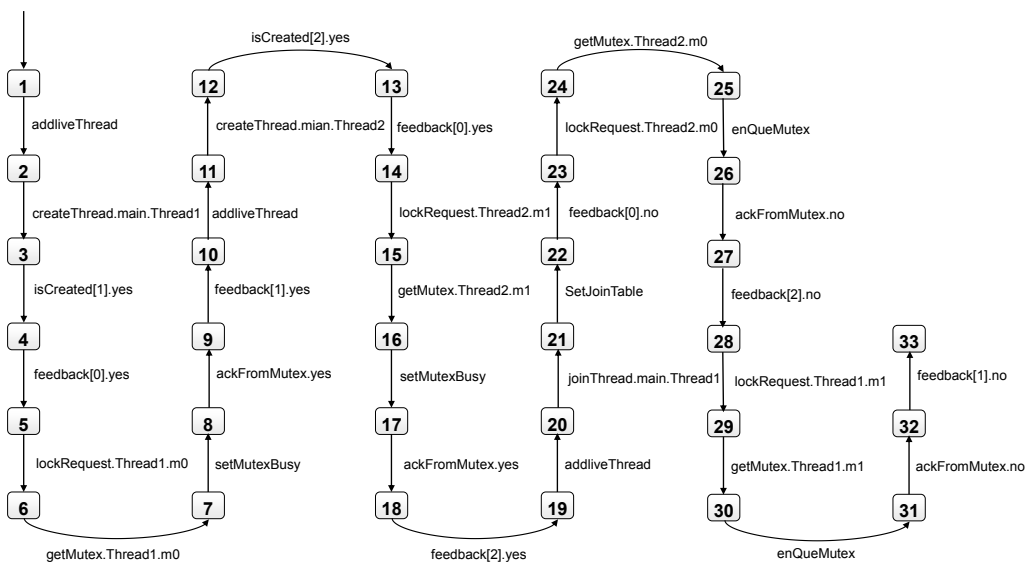 1
addliveThread
2
createThread.main.Thread1
3
isCreated[1].yes
4
feedback[0].yes
5
lockRequest.Thread1.m0
6
getMutex.Thread1.m0
7
setMutexBusy
8
ackFromMutex.yes
9
feedback[1].yes
10
addliveThread
11
createThread.mian.Thread2
12
isCreated[2].yes
13
feedback[0].yes
14
lockRequest.Thread2.m1
15
getMutex.Thread2.m1
16
setMutexBusy
17
ackFromMutex.yes
18
feedback[2].yes
19
addliveThread
20
joinThread.main.Thread1
21
SetJoinTable
22
feedback[0].no
23
lockRequest.Thread2.m0
24
getMutex.Thread2.m0
25
enQueMutex
26
ackFromMutex.no
27
feedback[2].no
28
lockRequest.Thread1.m1
29
getMutex.Thread1.m1
30
enQueMutex
31
ackFromMutex.no
32
feedback[1].no
33